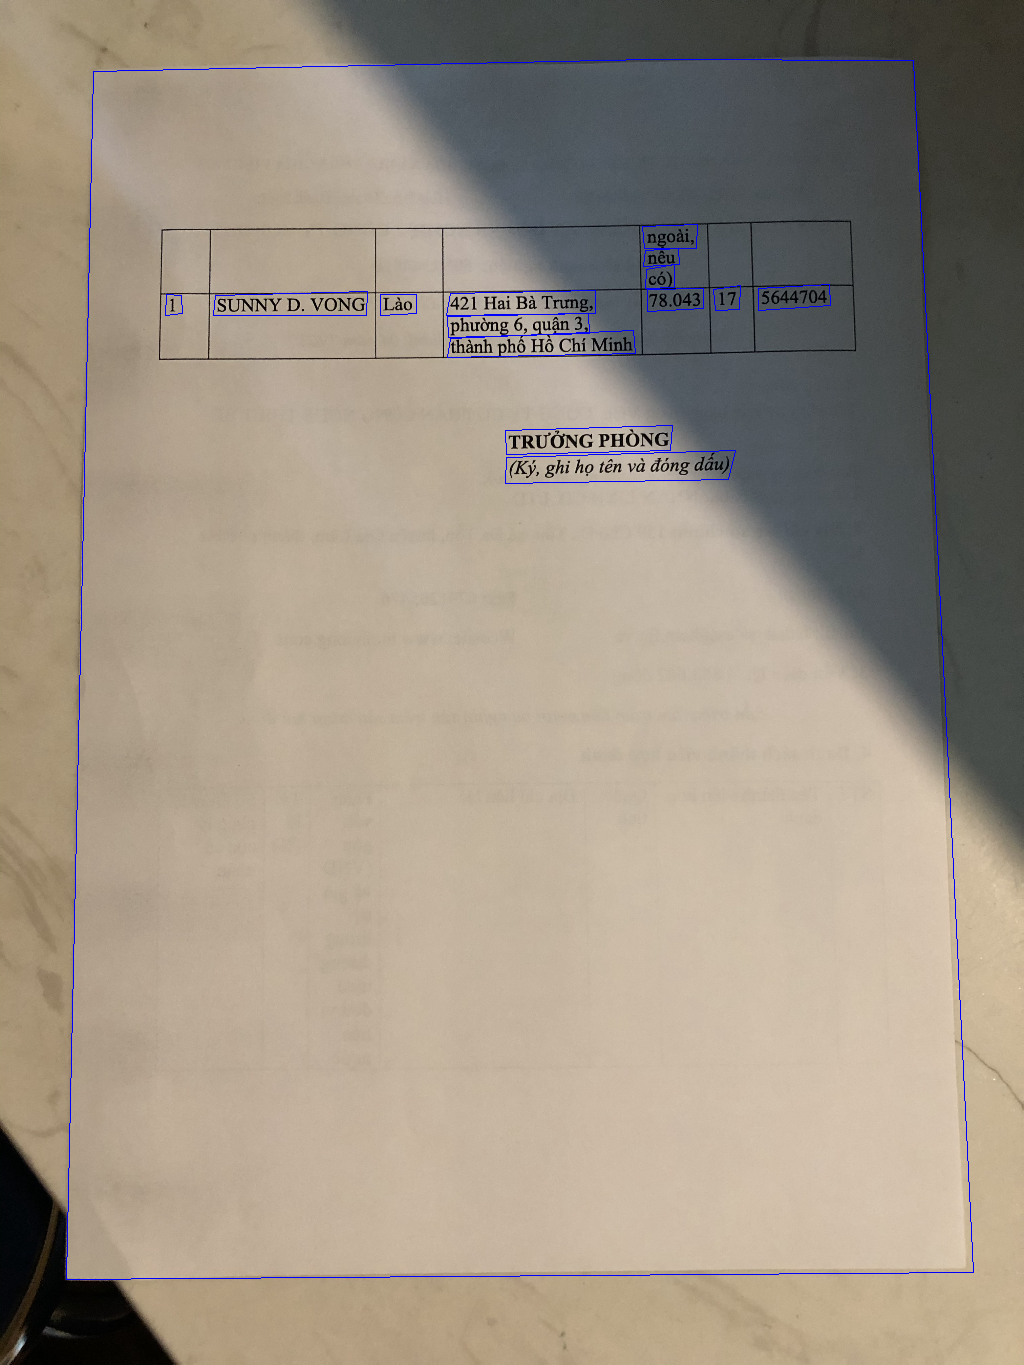 ngoài,
nếu
có)
1 SUNNY D. VONG Lào 421 Hai Bà Trưng, 78.043 17 5644704
phường 6, quận 3,
thành phố Hồ Chí Minh
TRƯỞNG PHÒNG
(Ký, ghi họ tên và đóng dấu)